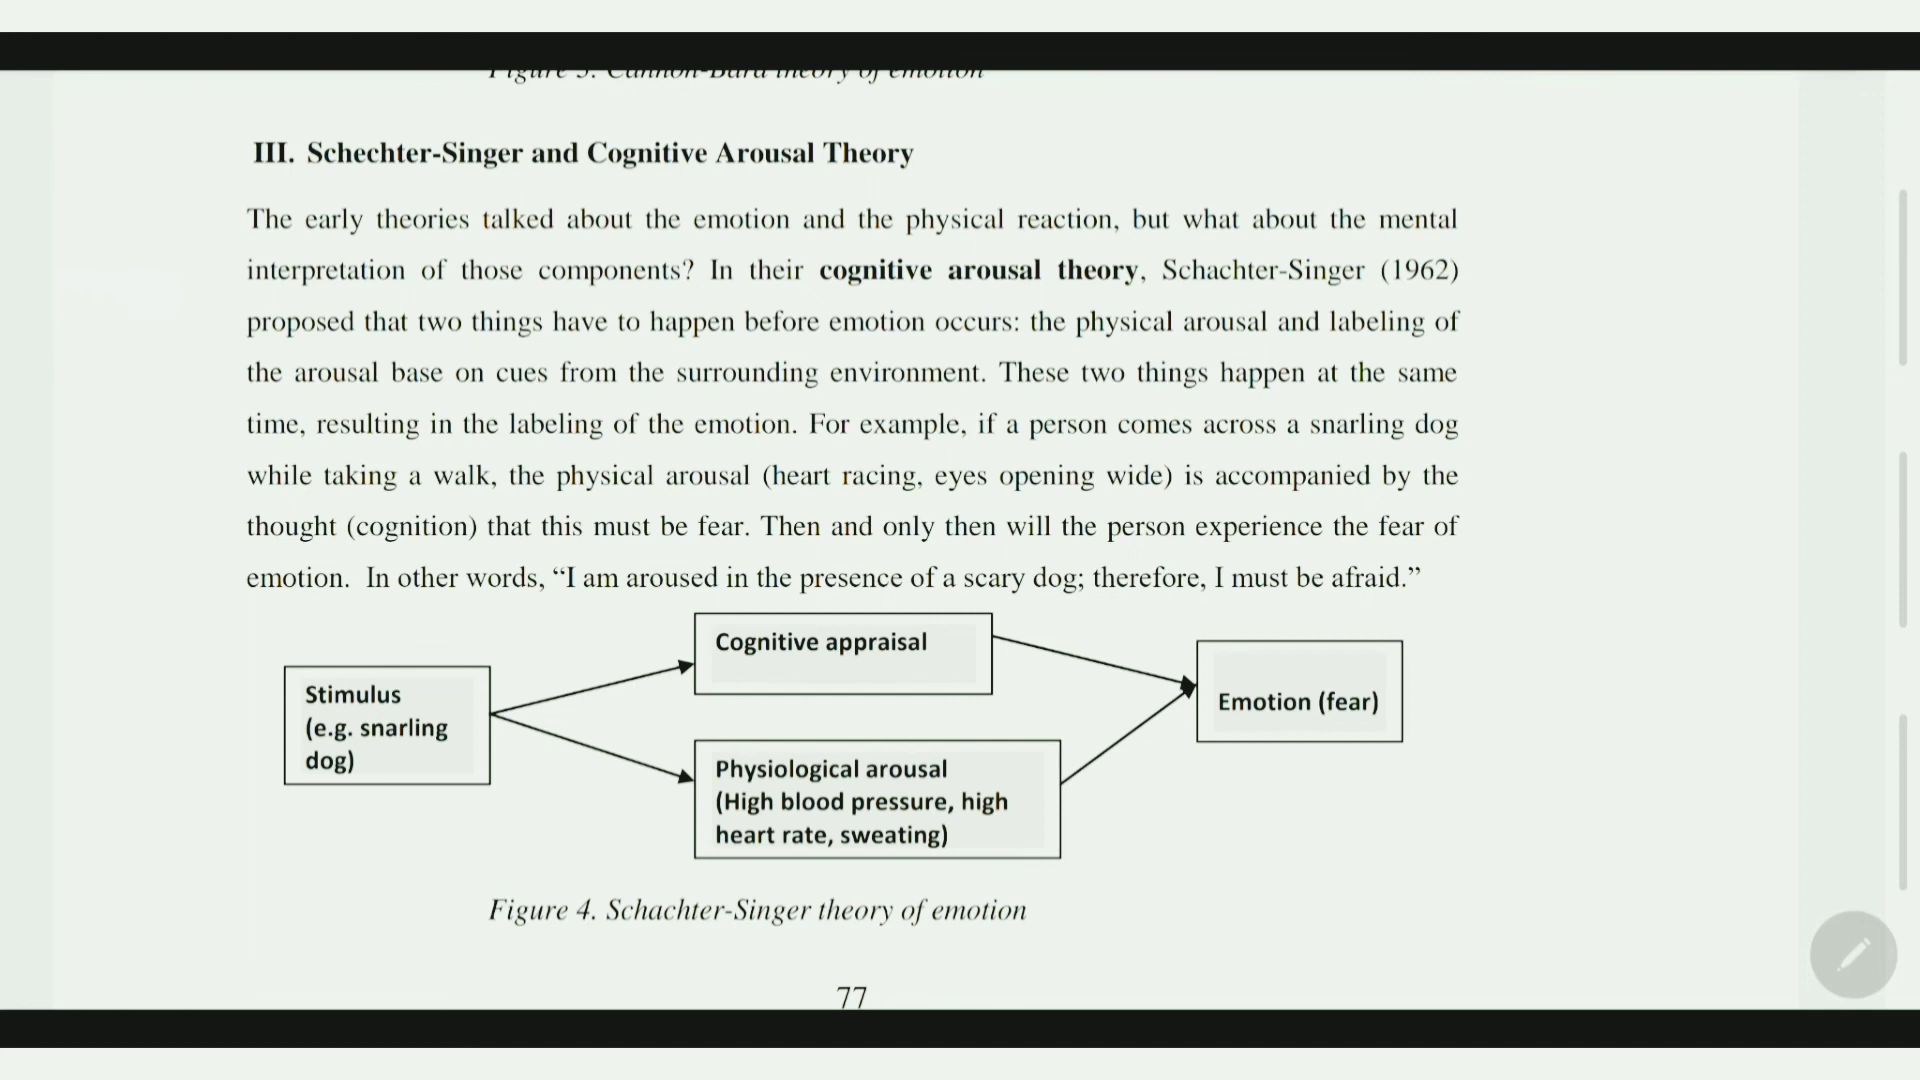 Figure 3. Cannon-Bard theory of emotion
III. Schechter-Singer and Cognitive Arousal Theory
The early theories talked about the emotion and the physical reaction, but what about the mental
interpretation of those components? In their cognitive arousal theory, Schachter-Singer (1962)
proposed that two things have to happen before emotion occurs: the physical arousal and labeling of
the arousal base on cues from the surrounding environment. These two things happen at the same
time, resulting in the labeling of the emotion. For example, if a person comes across a snarling dog
while taking a walk, the physical arousal (heart racing, eyes opening wide) is accompanied by the
thought (cognition) that this must be fear. Then and only then will the person experience the fear of
emotion. In other words, “I am aroused in the presence of a scary dog; therefore, I must be afraid.”
Stimulus
(e.g. snarling
dog)
Cognitive appraisal
Physiological arousal
(High blood pressure, high
heart rate, sweating)
Emotion (fear)
Figure 4. Schachter-Singer theory of emotion
77